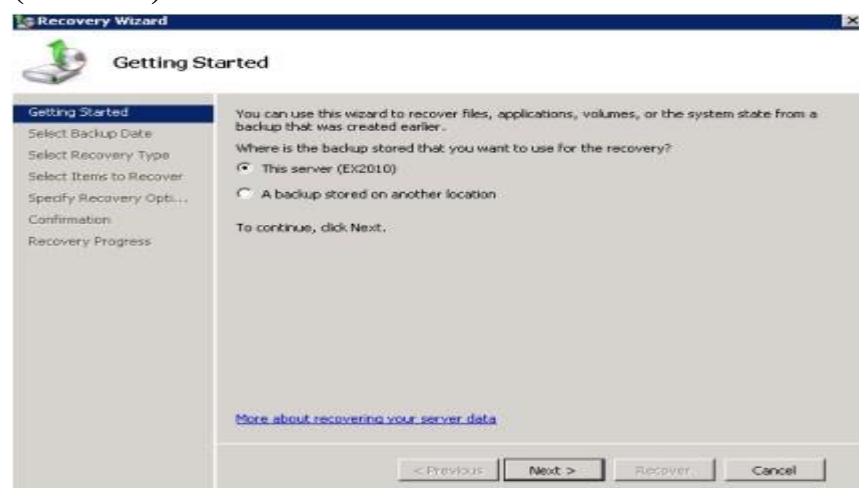 Recovery Wizard
Getting Started
Getting Started
Select Backup Date
Select Recovery Type
Select Items to Recover
Specify Recovery Opti...
Confirmation
Recovery Progress
You can use this wizard to recover files, applications, volumes, or the system state from a
backup that was created earlier.
Where is the backup stored that you want to use for the recovery?
This server (EX2010)
A backup stored on another location
To continue, click Next.
More about recovering your server data
< Previous
Next >
Recover
Cancel